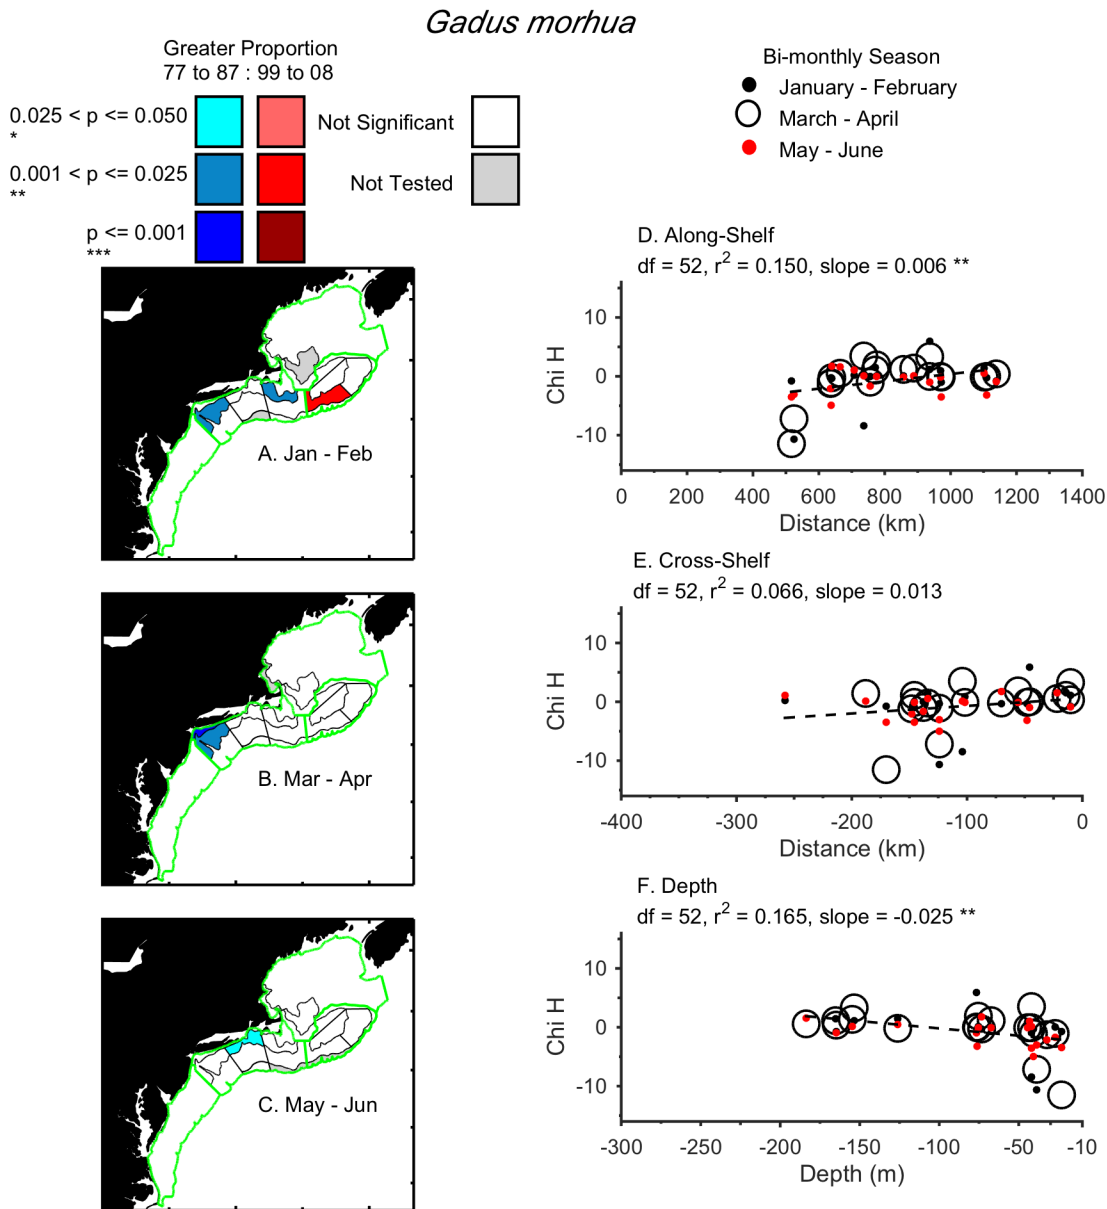 Gadus morhua
Greater Proportion
77 to 87 : 99 to 08
0.025 < p <= 0.050
*
0.001 < p <= 0.025
**
p <= 0.001
***
Not Significant
Not Tested
Bi-monthly Season
January - February
March - April
May - June
A. Jan - Feb
B. Mar - Apr
C. May - Jun
D. Along-Shelf
df = 52, r² = 0.150, slope = 0.006 **
Chi H
10
0
-10
0 200 400 600 800 1000 1200 1400
Distance (km)
E. Cross-Shelf
df = 52, r² = 0.066, slope = 0.013
Chi H
10
0
-10
-400 -300 -200 -100 0
Distance (km)
F. Depth
df = 52, r² = 0.165, slope = -0.025 **
Chi H
10
0
-10
-300 -250 -200 -150 -100 -50 -10
Depth (m)